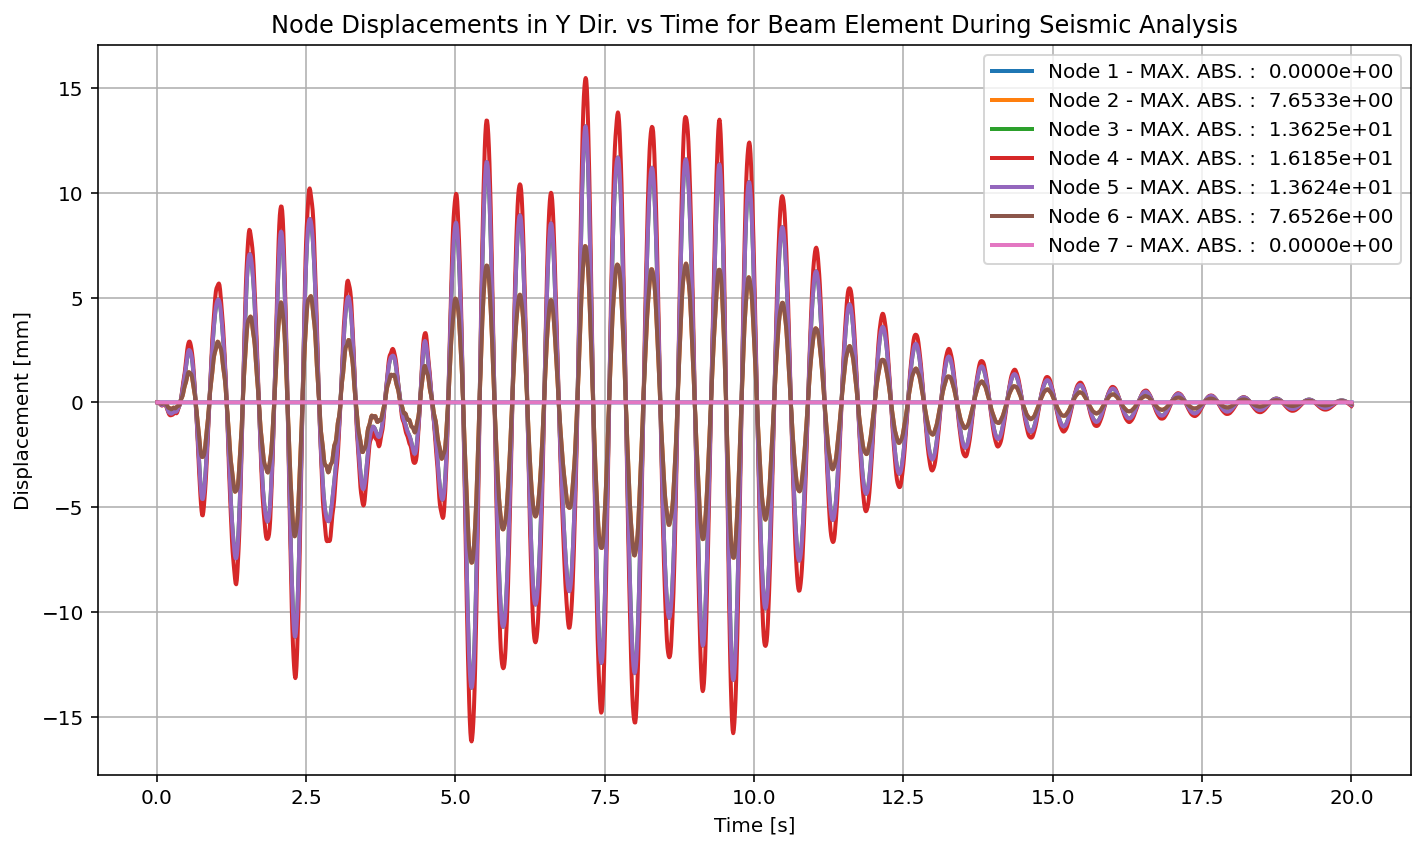 Node Displacements in Y Dir. vs Time for Beam Element During Seismic Analysis
Node 1 - MAX. ABS. :  0.0000e+00
Node 2 - MAX. ABS. :  7.6533e+00
Node 3 - MAX. ABS. :  1.3625e+01
Node 4 - MAX. ABS. :  1.6185e+01
Node 5 - MAX. ABS. :  1.3624e+01
Node 6 - MAX. ABS. :  7.6526e+00
Node 7 - MAX. ABS. :  0.0000e+00
Displacement [mm]
15
10
5
0
−5
−10
−15
0.0 2.5 5.0 7.5 10.0 12.5 15.0 17.5 20.0
Time [s]